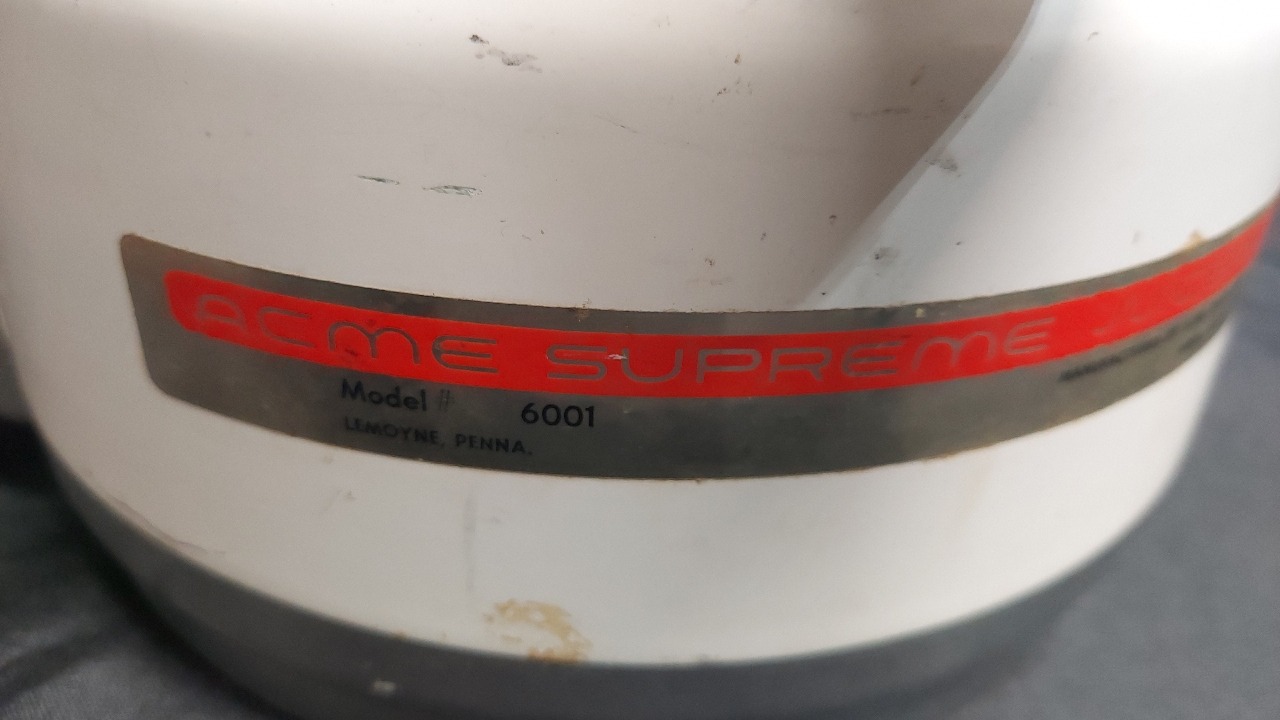 ACME SUPREME
Model # 6001
LEMOYNE, PENNA.